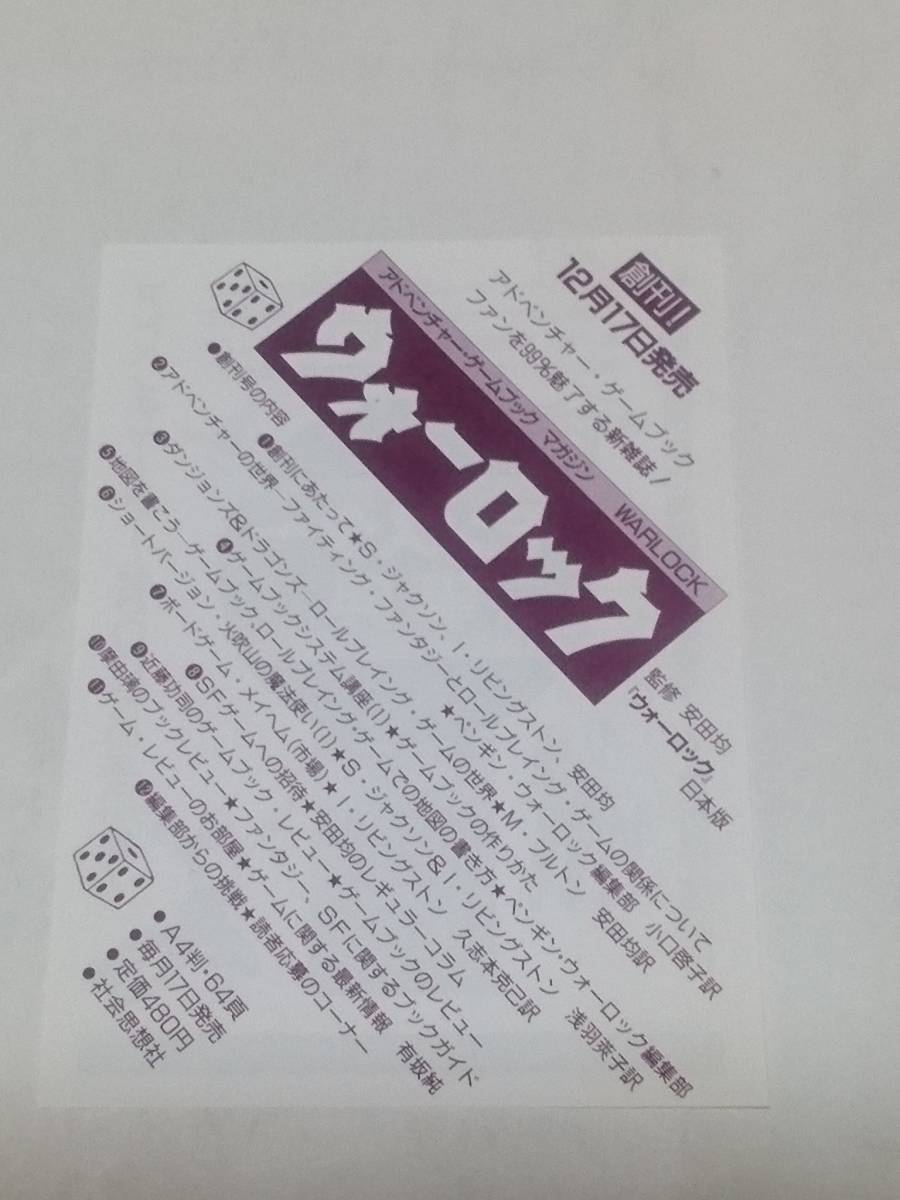 創刊!
12月17日発売
アドベンチャー・ゲームブック
ファンを99%魅了する新雑誌!
アドベンチャー・ゲームブック マガジン WARLOCK
ウォーロック
監修 安田均
『ウォーロック』
日本版
●創刊号の内容
❶創刊にあたって★S・ジャクソン、I・リビングストン、安田均
❷アドベンチャーの世界―ファイティング・ファンタジーとロールプレイング・ゲームの関係について
★ペンギン・ウォーロック編集部 小口啓子訳
❸ダンジョンズ&ドラゴンズ―ロールプレイング・ゲームの世界★M・ブルトン 安田均訳
❹ゲームブックシステム講座(1)★ゲームブックの作りかた
❺地図を書こう―ゲームブック、ロールプレイング・ゲームでの地図の書き方★ペンギン・ウォーロック編集部
浅羽莢子訳
❻ショートバージョン・火吹山の魔法使い(1)★S・ジャクソン&I・リビングストン
❼ボードゲーム・メイヘム(市場)★I・リビングストン 久志本克己訳
❽SFゲームへの招待★安田均のレギュラーコラム
❾近藤功司のゲームブック・レビュー★ゲームブックのレビュー
❿摩由璃のブックレビュー★ファンタジー、SFに関するブックガイド
⓫ゲーム・レビューのお部屋★ゲームに関する最新情報 有坂純
⓬編集部からの挑戦★読者応募のコーナー
●A4判・64頁
●毎月17日発売
●定価480円
●社会思想社